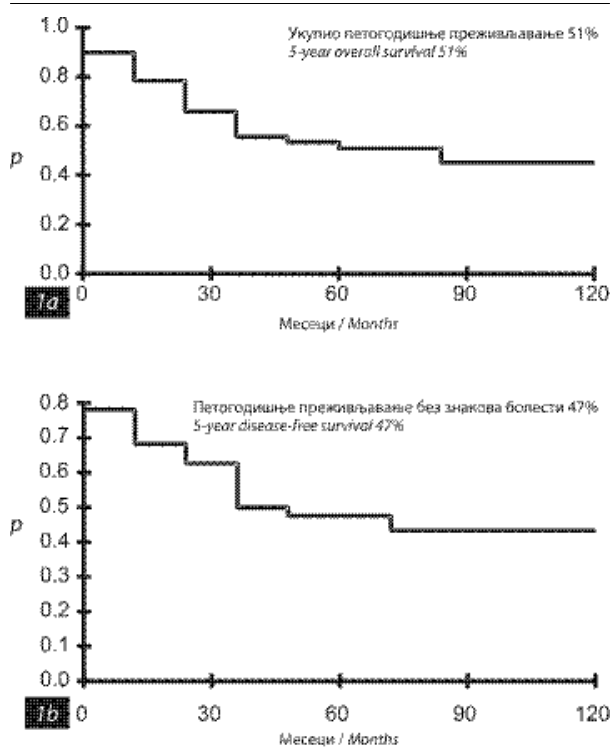 1.0
Укупно петогодишње преживљавање 51%
5-year overall survival 51%
0.8
0.6
p
0.4
0.2
0.0
1a
0 30 60 90 120
Месеци / Months
0.8
Петогодишње преживљавање без знакова болести 47%
5-year disease-free survival 47%
0.7
0.6
0.5
p
0.4
0.3
0.2
0.1
0.0
1b
0 30 60 90 120
Месеци / Months